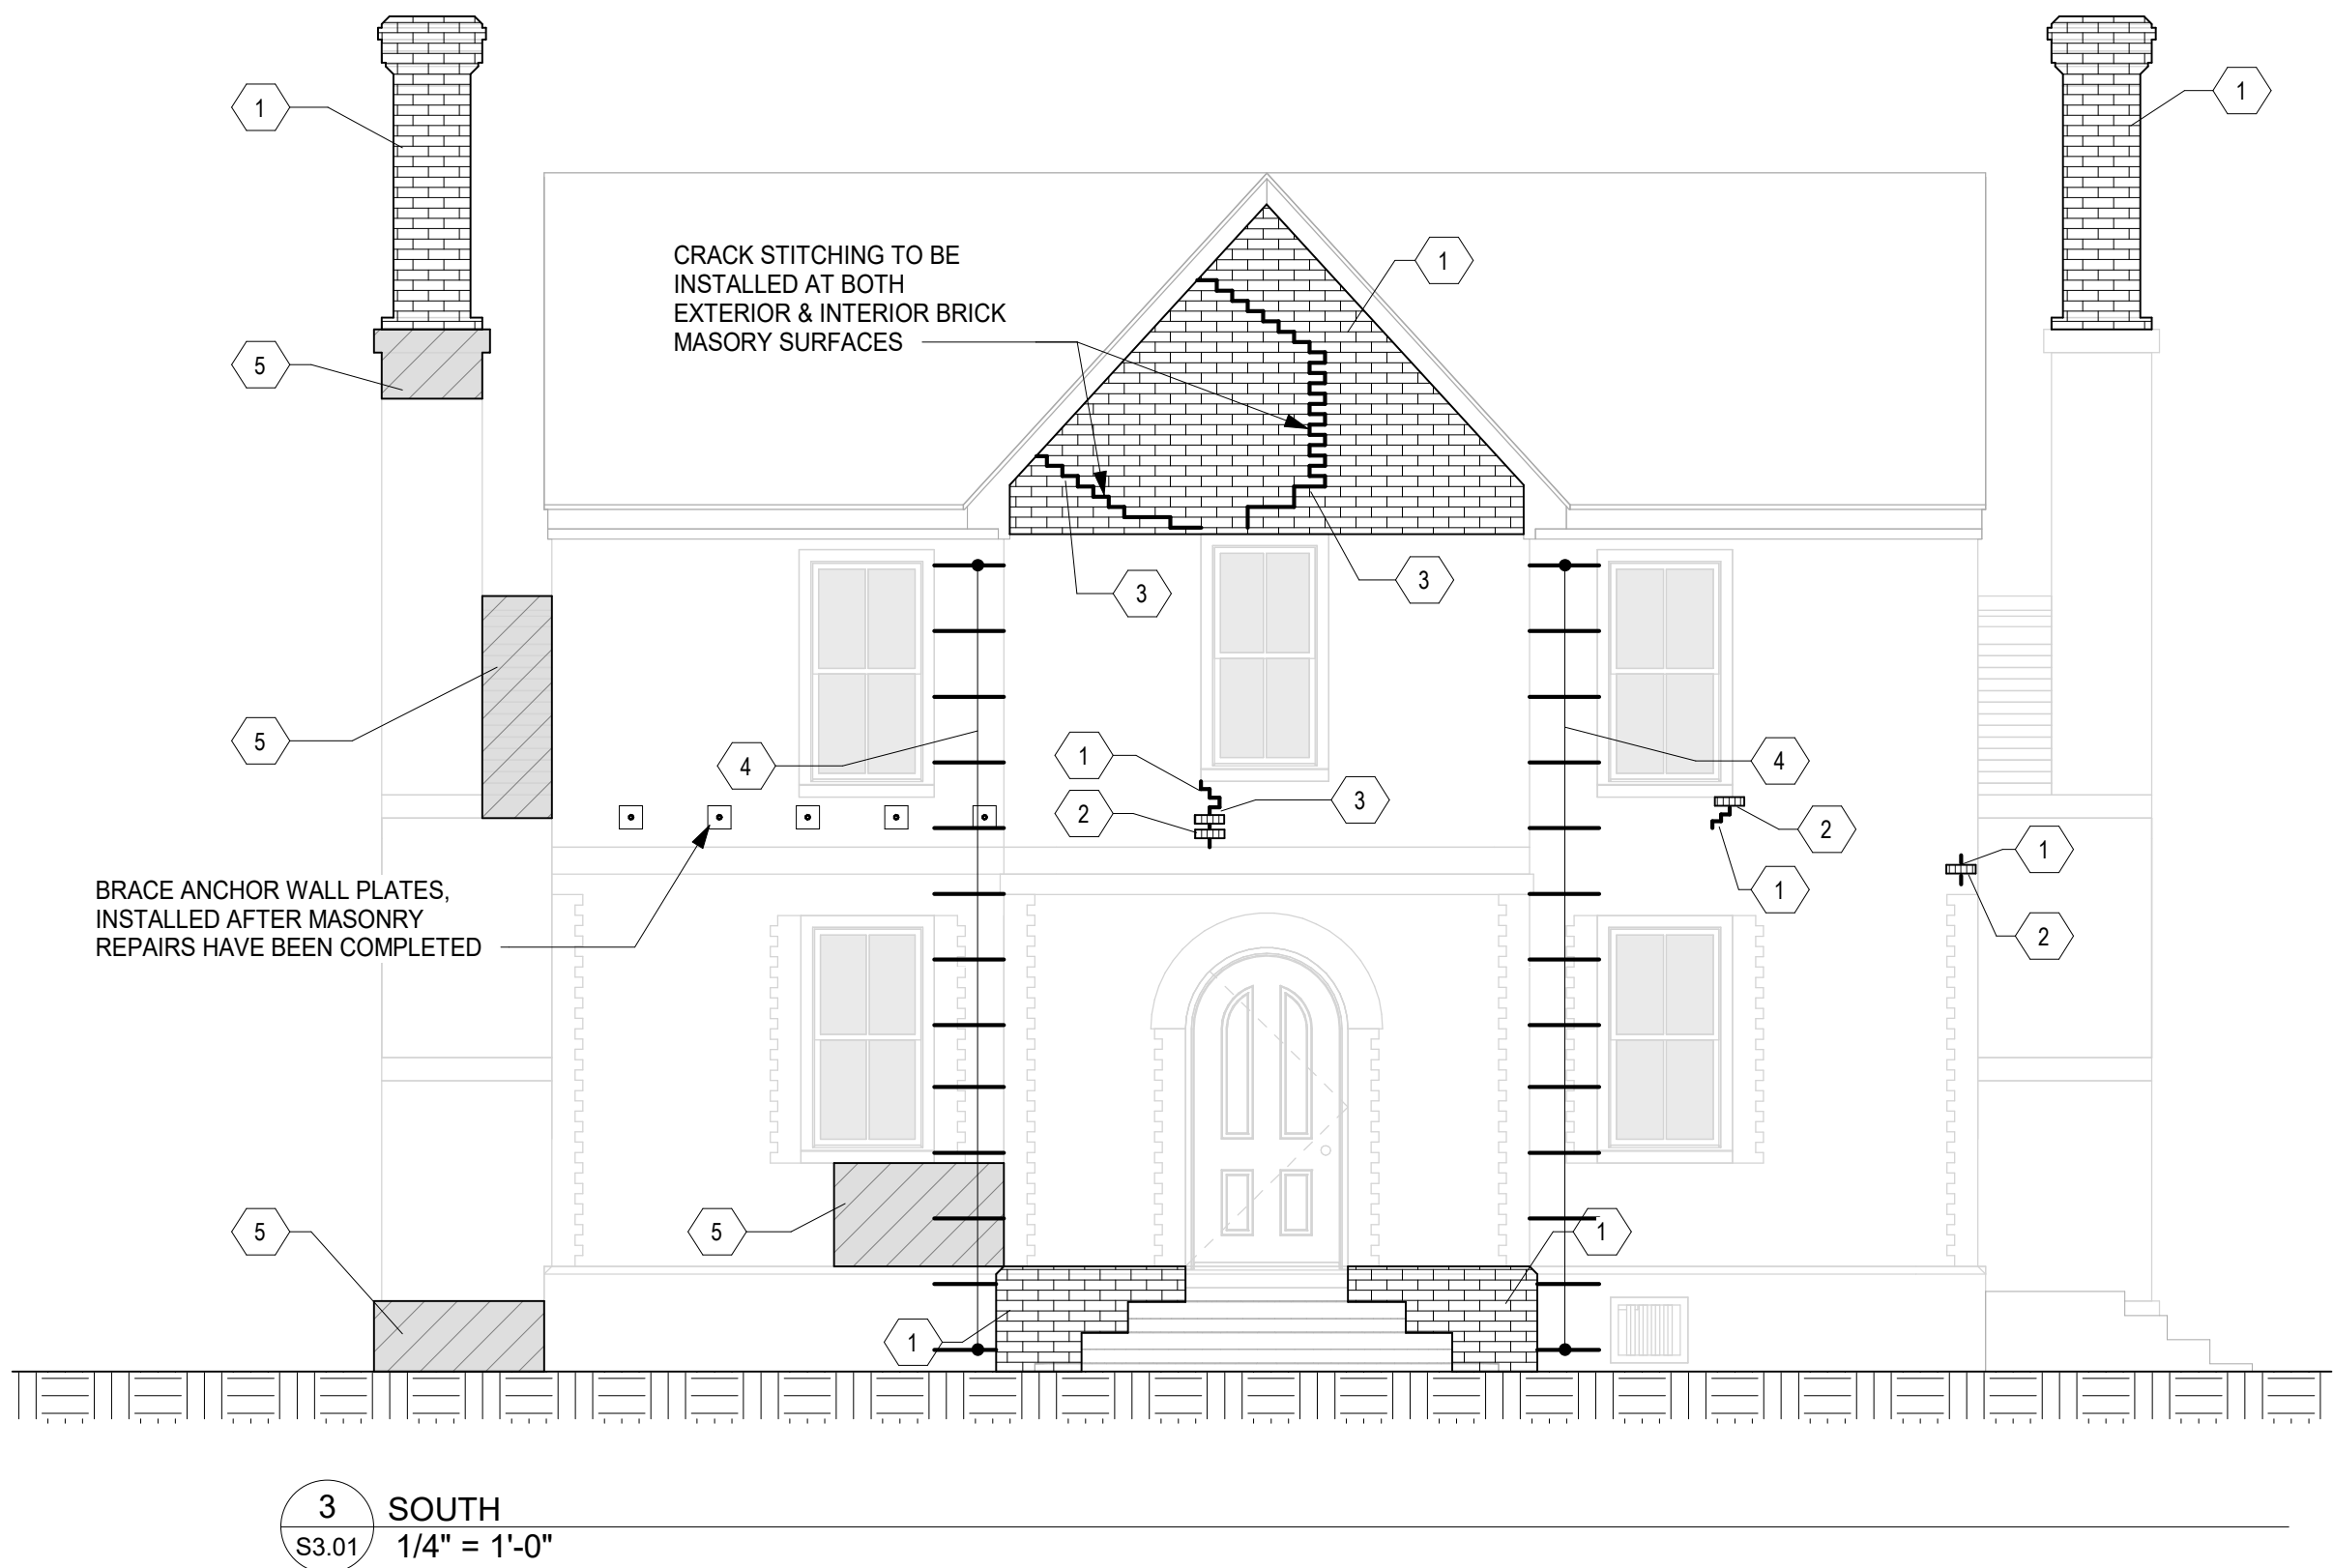 1
1
CRACK STITCHING TO BE
INSTALLED AT BOTH
EXTERIOR & INTERIOR BRICK
MASORY SURFACES
1
5
3
3
5
4
1
4
2
3
2
1
1
2
BRACE ANCHOR WALL PLATES,
INSTALLED AFTER MASONRY
REPAIRS HAVE BEEN COMPLETED
5
5
1
1
3
SOUTH
S3.01
1/4" = 1'-0"